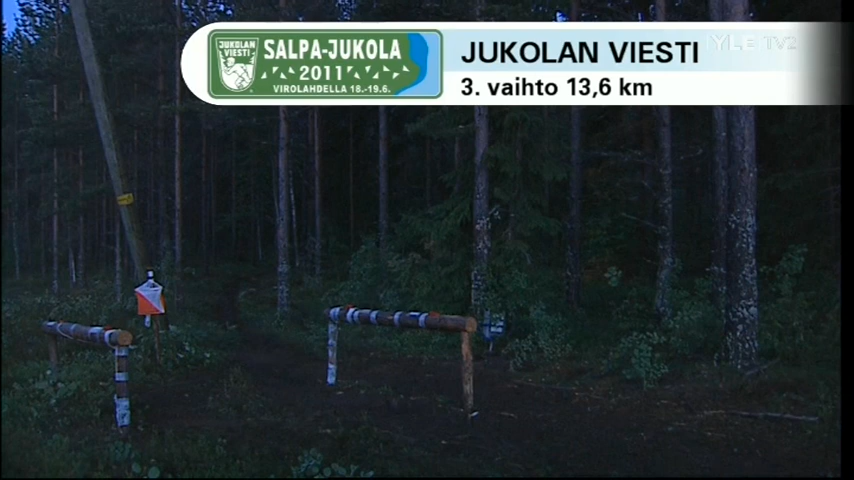 JUKOLAN
VIESTI
SALPA-JUKOLA
2011
VIROLAHDELLA 18.-19.6.
JUKOLAN VIESTI
3. vaihto 13,6 km
YLE TV2